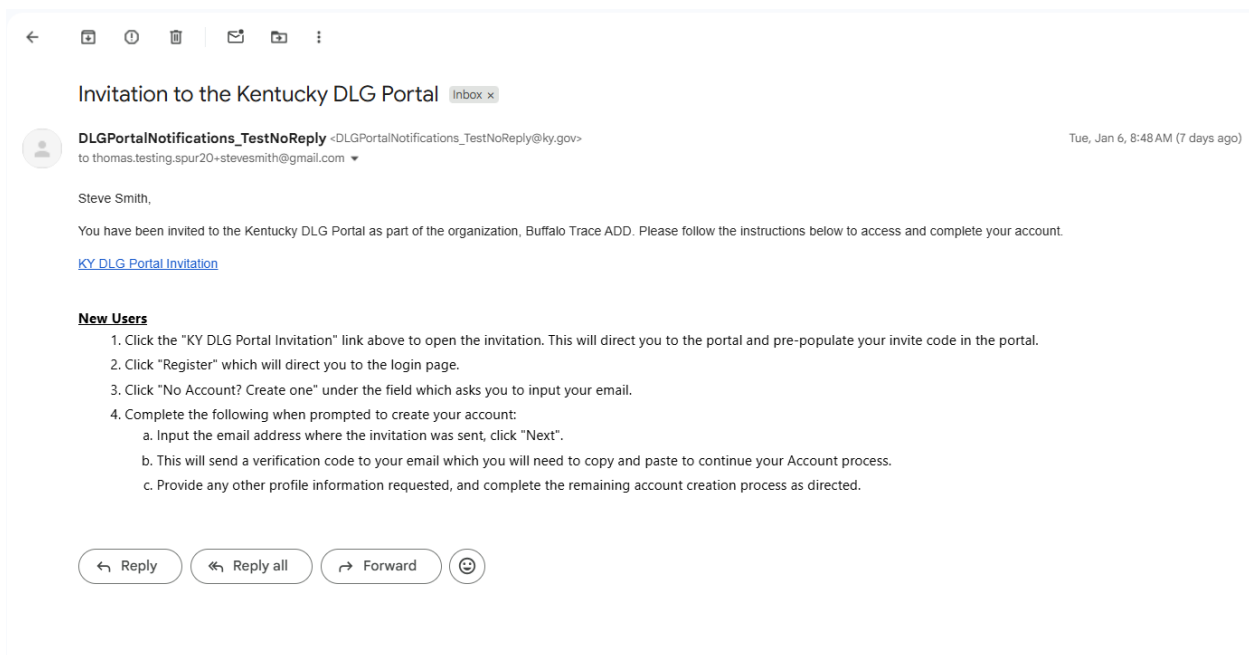 Invitation to the Kentucky DLG Portal Inbox ×
DLGPortalNotifications_TestNoReply <DLGPortalNotifications_TestNoReply@ky.gov>
Tue, Jan 6, 8:48 AM (7 days ago)
to thomas.testing.spur20+stevesmith@gmail.com
Steve Smith,
You have been invited to the Kentucky DLG Portal as part of the organization, Buffalo Trace ADD. Please follow the instructions below to access and complete your account.
KY DLG Portal Invitation
New Users
1. Click the "KY DLG Portal Invitation" link above to open the invitation. This will direct you to the portal and pre-populate your invite code in the portal.
2. Click "Register" which will direct you to the login page.
3. Click "No Account? Create one" under the field which asks you to input your email.
4. Complete the following when prompted to create your account:
a. Input the email address where the invitation was sent, click "Next".
b. This will send a verification code to your email which you will need to copy and paste to continue your Account process.
c. Provide any other profile information requested, and complete the remaining account creation process as directed.
Reply Reply all Forward